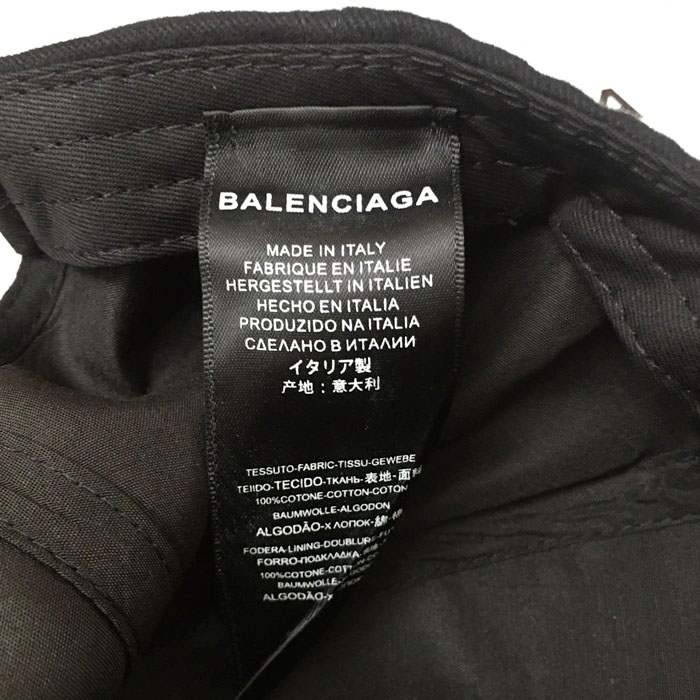 BALENCIAGA
MADE IN ITALY
FABRIQUE EN ITALIE
HERGESTELLT IN ITALIEN
HECHO EN ITALIA
PRODUZIDO NA ITALIA
СДЕЛАНО В ИТАЛИИ
イタリア製
产地:意大利
TESSUTO-FABRIC-TISSU-GEWEBE
TEJIDO-TECIDO-ТКАНЬ-表地-面料
100%COTONE-COTTON-COTON
BAUMWOLLE-ALGODON
ALGODÃO-ХЛОПОК-綿-棉
FODERA-LINING-DOUBLURE
FORRO-ПОДКЛАДКА-
100%COTONE-COTTON-
BAUMWOLLE-ALGODO
ALGODÃO-X